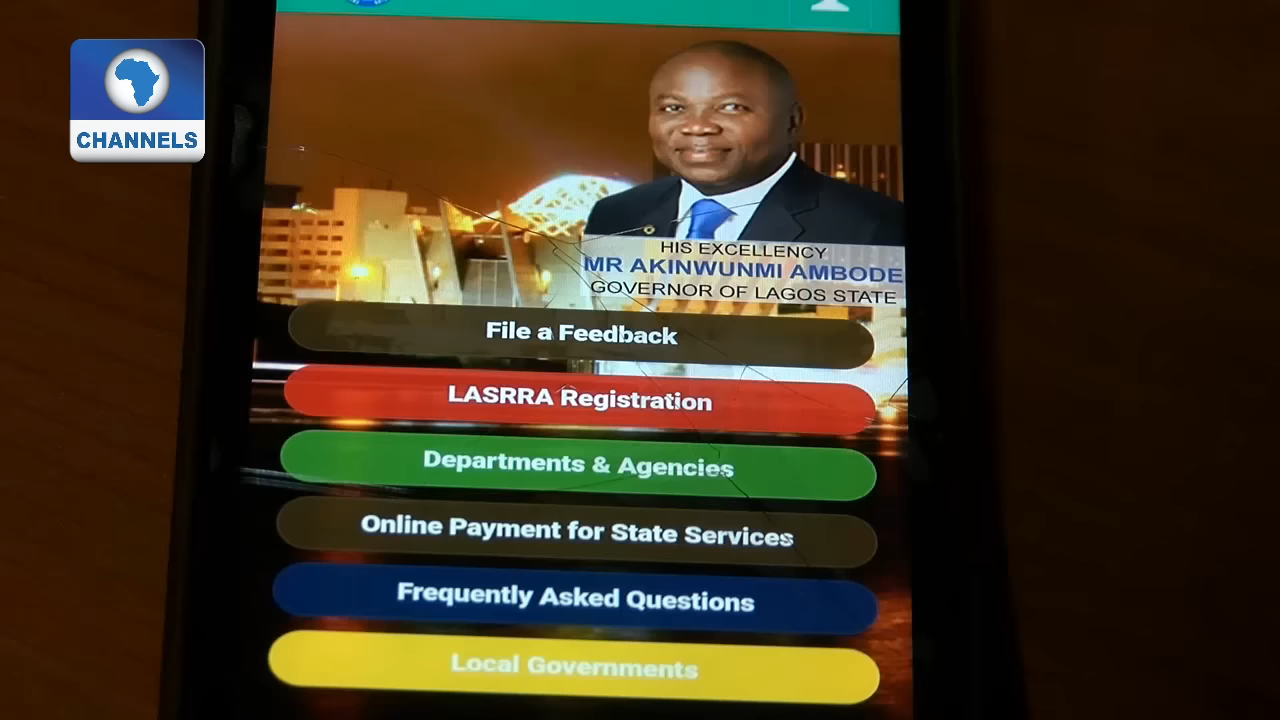 CHANNELS
HIS EXCELLENCY
MR AKINWUNMI AMBODE
GOVERNOR OF LAGOS STATE
File a Feedback
LASRRA Registration
Departments & Agencies
Online Payment for State Services
Frequently Asked Questions
Local Governments